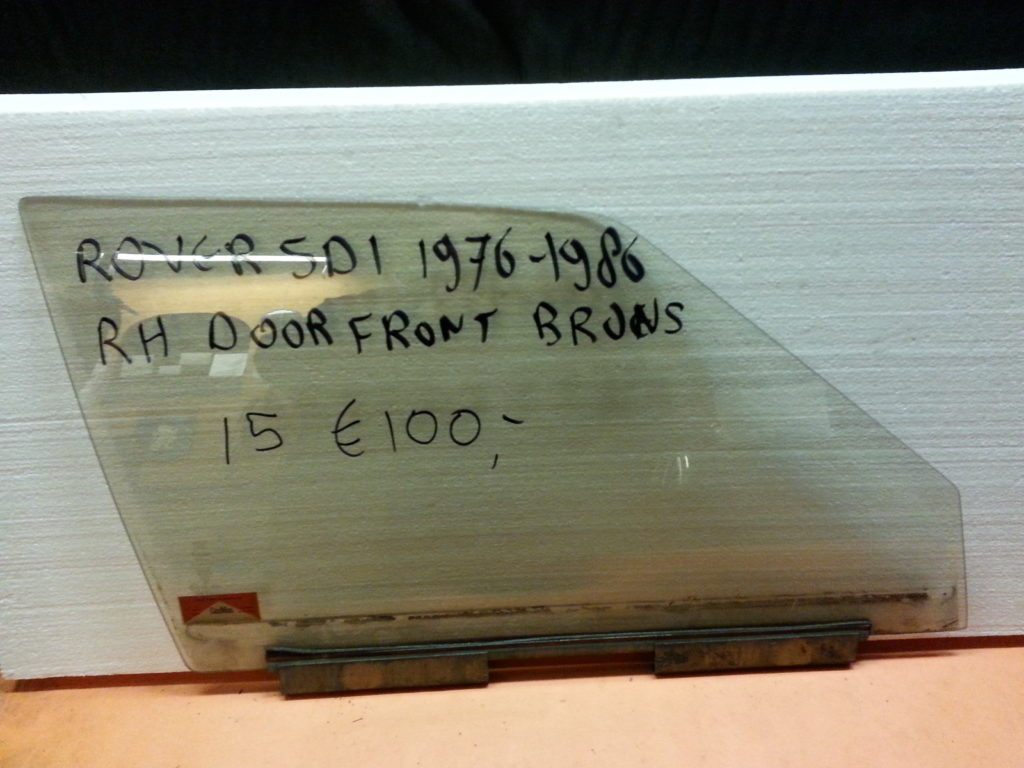 ROVER SD1 1976-1986
RH DOOR FRONT BRONS
15 €100,-